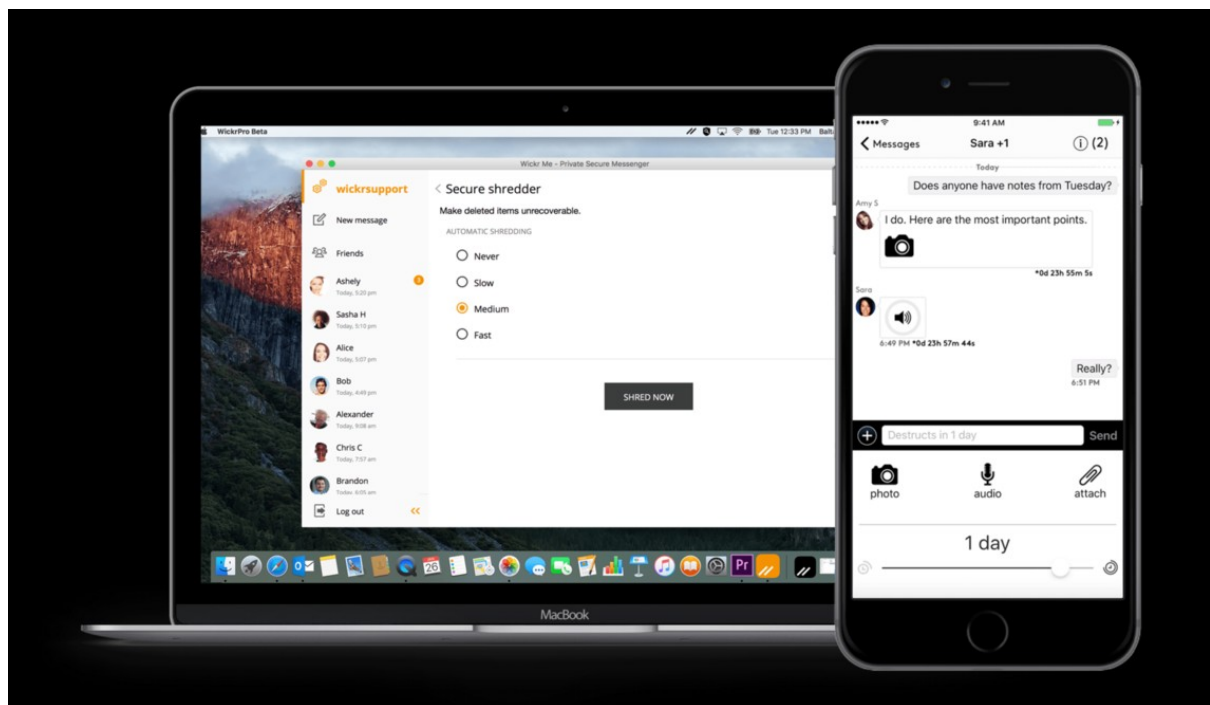 WickrPro Beta
Tue 12:33 PM
Wickr Me - Private Secure Messenger
wickrsupport
New message
Friends
Ashely
Today, 5:20 pm
Sasha H
Today, 5:10 pm
Alice
Today, 5:07 pm
Bob
Today, 4:49 pm
Alexander
Today, 9:08 am
Chris C
Today, 7:57 am
Brandon
Today, 6:05 am
Log out
<<
< Secure shredder
Make deleted items unrecoverable.
AUTOMATIC SHREDDING
Never
Slow
Medium
Fast
SHRED NOW
26
Pr
MacBook
9:41 AM
Messages
Sara +1
(2)
Today
Does anyone have notes from Tuesday?
Amy S
I do. Here are the most important points.
*0d 23h 55m 5s
Sara
6:49 PM *0d 23h 57m 44s
Really?
6:51 PM
Destructs in 1 day
Send
photo
audio
attach
1 day